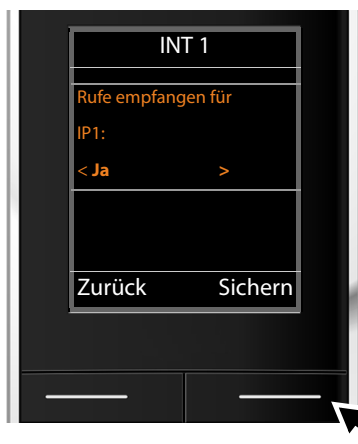 INT 1
Rufe empfangen für
IP1:
< Ja >
Zurück Sichern